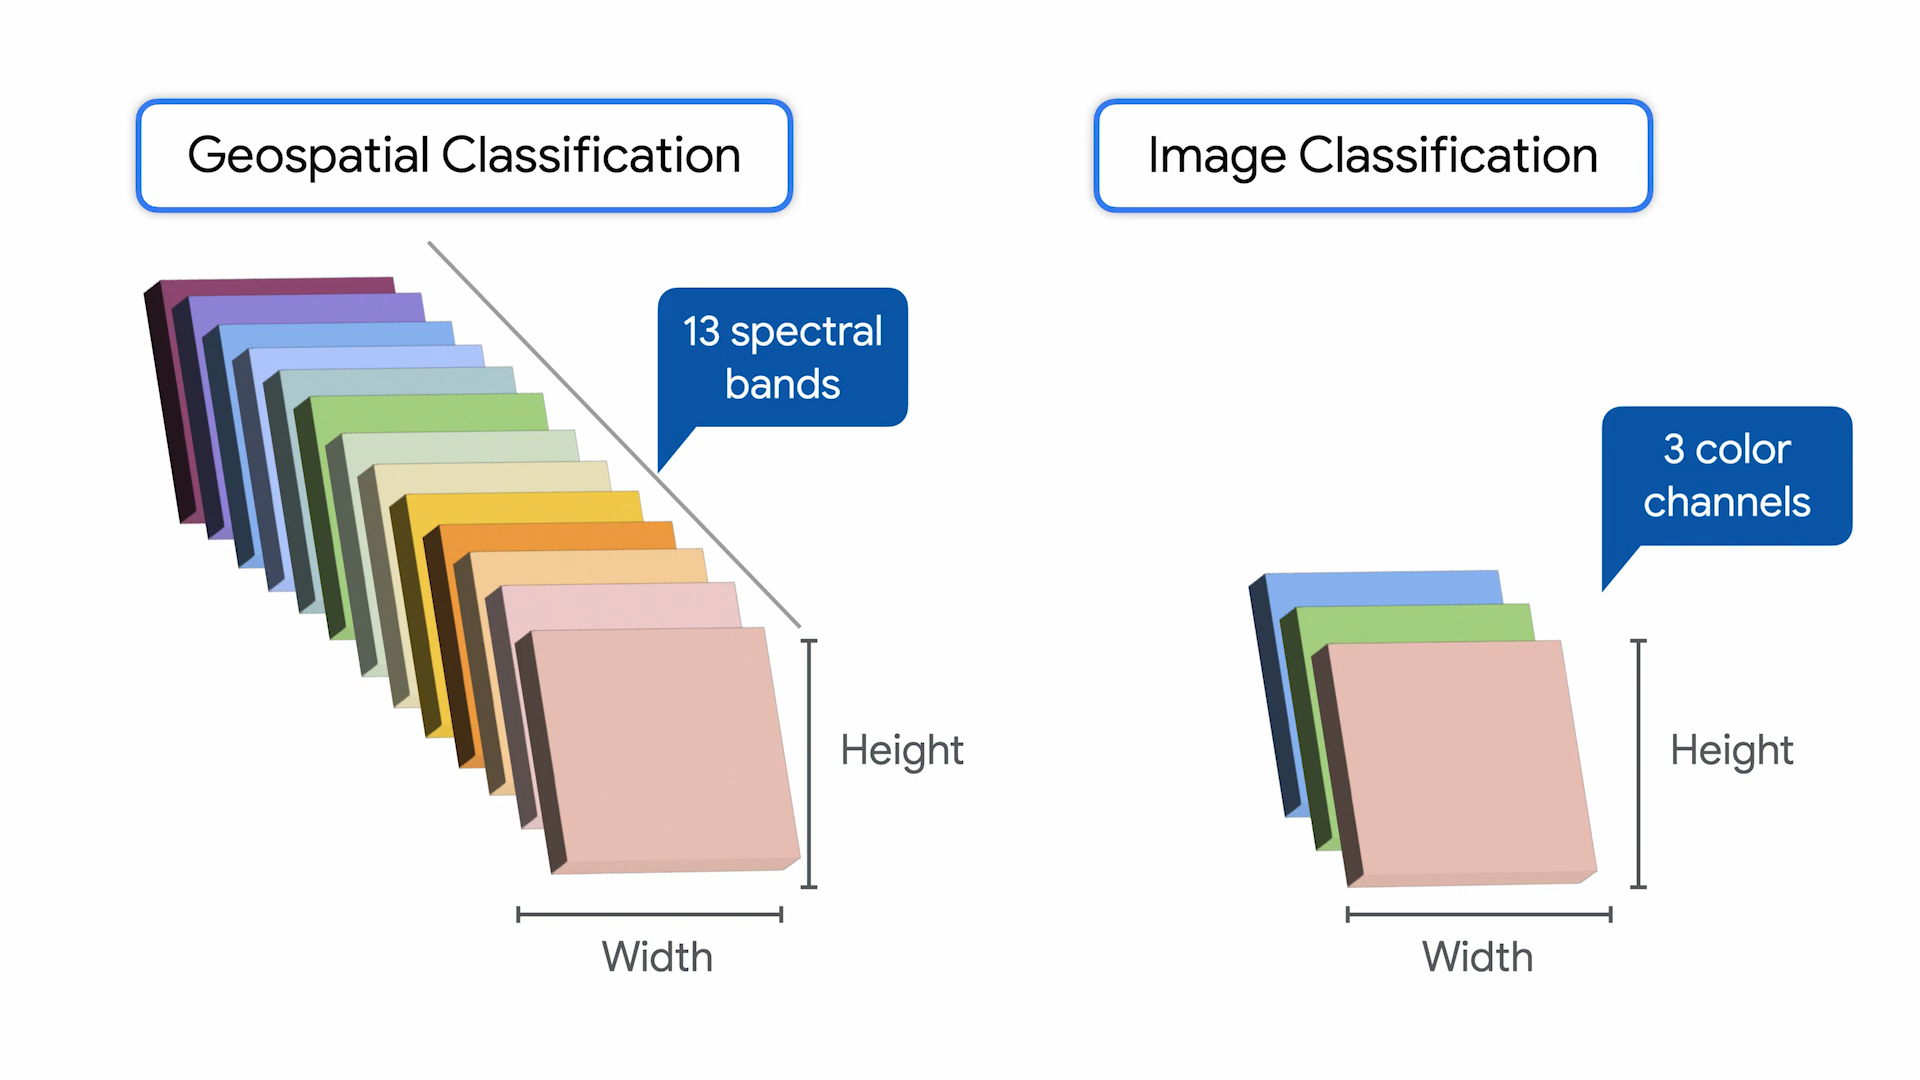 Geospatial Classification
13 spectral
bands
Height
Width
Image Classification
3 color
channels
Height
Width